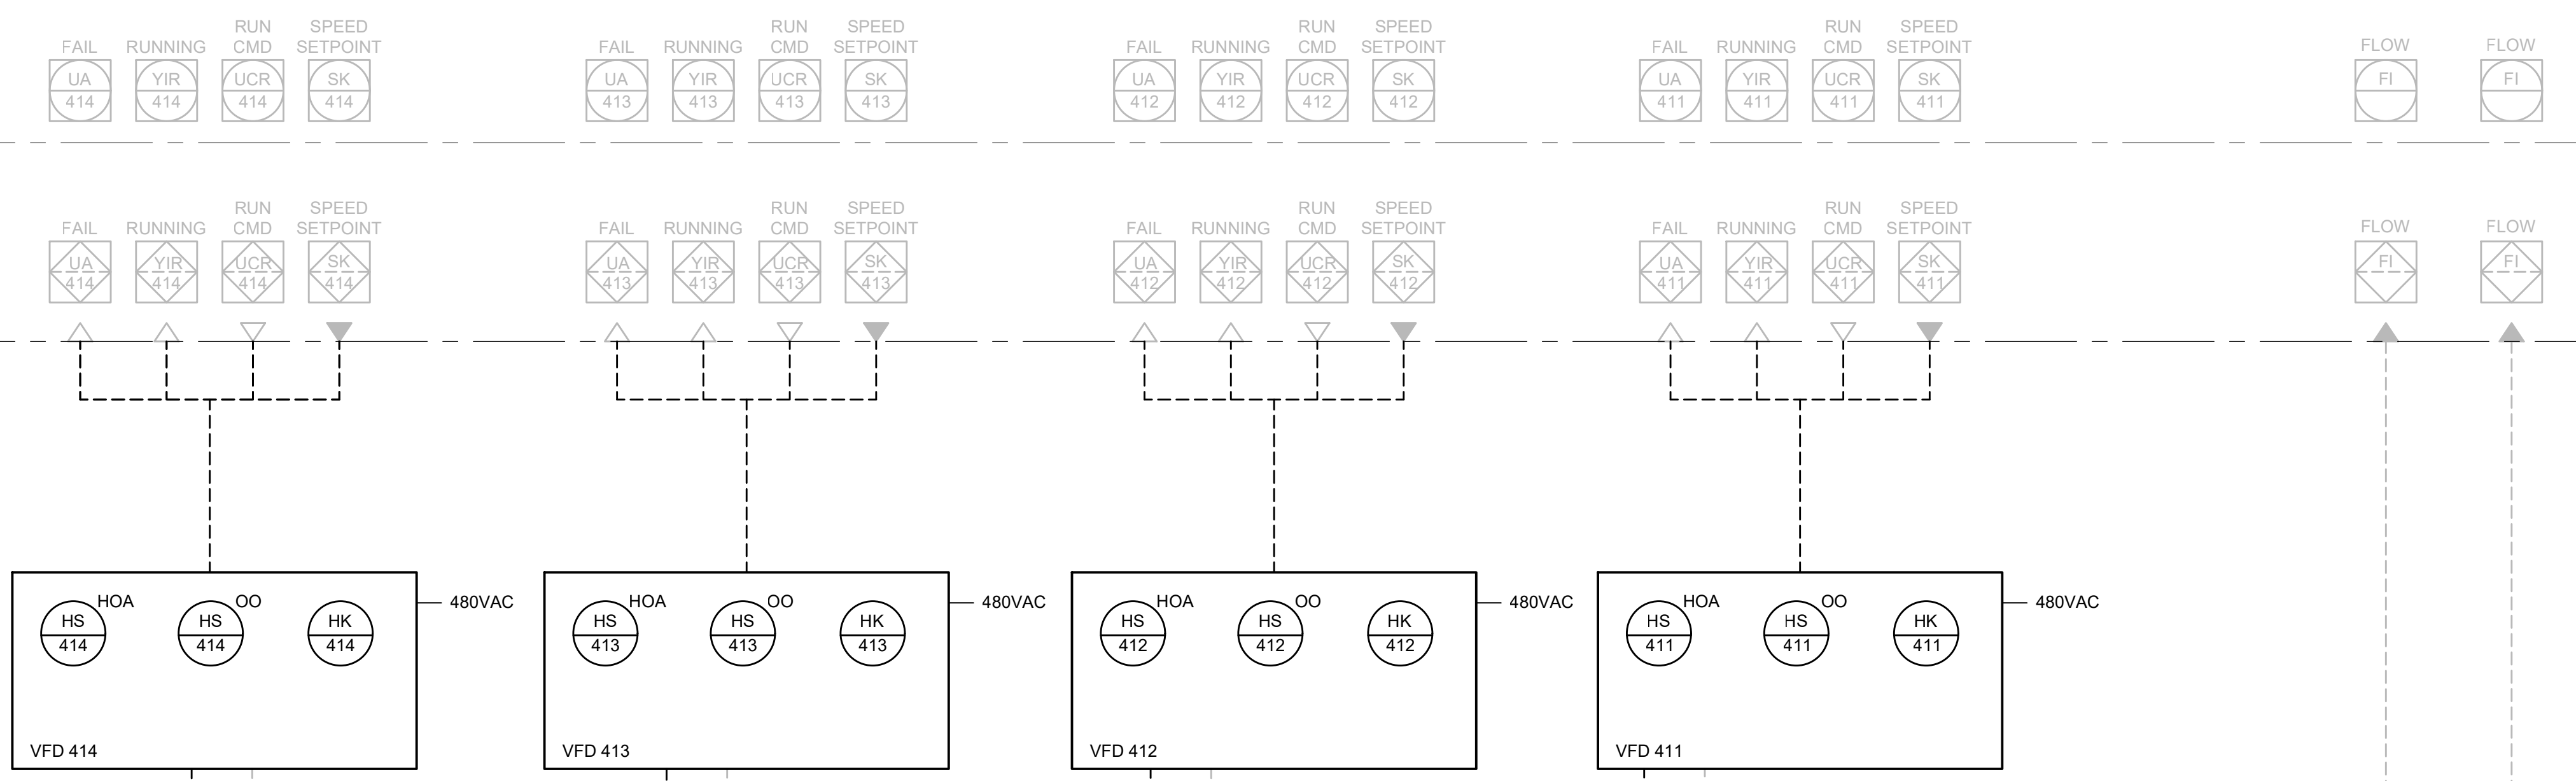 RUN SPEED RUN SPEED RUN SPEED RUN SPEED
FAIL RUNNING CMD SETPOINT FAIL RUNNING CMD SETPOINT FAIL RUNNING CMD SETPOINT FAIL RUNNING CMD SETPOINT FLOW FLOW
UA YIR UCR SK UA YIR UCR SK UA YIR UCR SK UA YIR UCR SK FI FI
414 414 414 414 413 413 413 413 412 412 412 412 411 411 411 411
RUN SPEED RUN SPEED RUN SPEED RUN SPEED
FAIL RUNNING CMD SETPOINT FAIL RUNNING CMD SETPOINT FAIL RUNNING CMD SETPOINT FAIL RUNNING CMD SETPOINT FLOW FLOW
UA YIR UCR SK UA YIR UCR SK UA YIR UCR SK UA YIR UCR SK FI FI
414 414 414 414 413 413 413 413 412 412 412 412 411 411 411 411
HOA OO 480VAC HOA OO 480VAC HOA OO 480VAC HOA OO 480VAC
HS HS HK HS HS HK HS HS HK HS HS HK
414 414 414 413 413 413 412 412 412 411 411 411
VFD 414 VFD 413 VFD 412 VFD 411